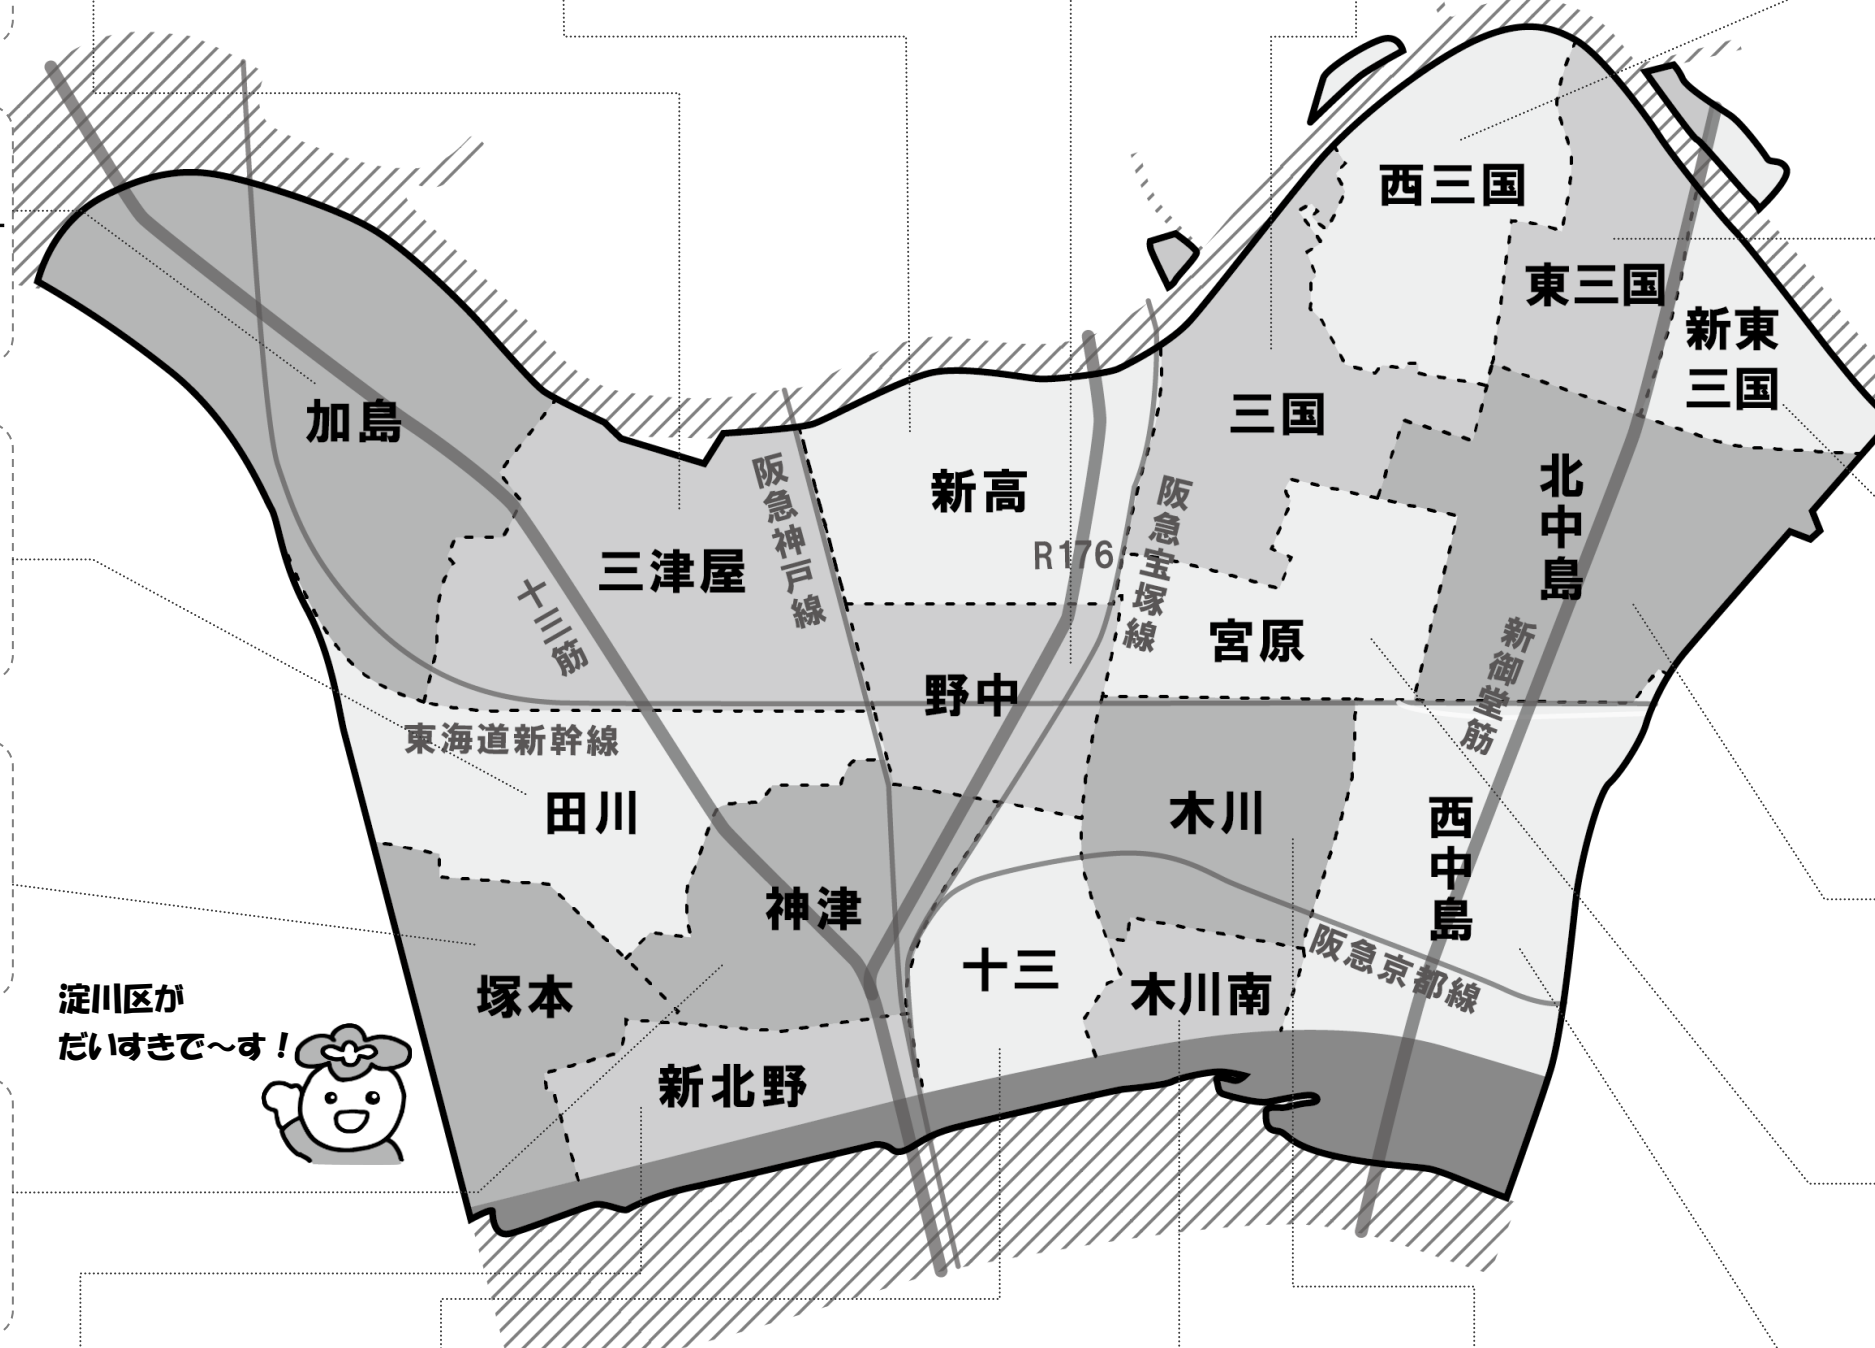 西三国
東三国
新東
三国
加島
三国
新高
北中島
三津屋
阪急神戸線
R176
阪急宝塚線
十三筋
宮原
新御堂筋
野中
東海道新幹線
田川
木川
西中島
神津
十三
阪急京都線
塚本
木川南
淀川区が
だいすきで〜す!
新北野